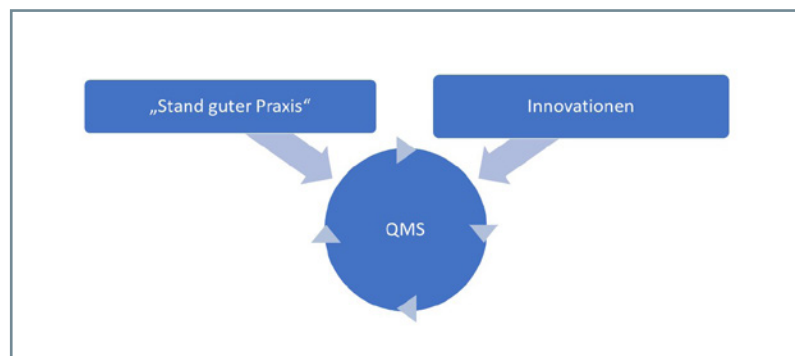 „Stand guter Praxis“
Innovationen
QMS